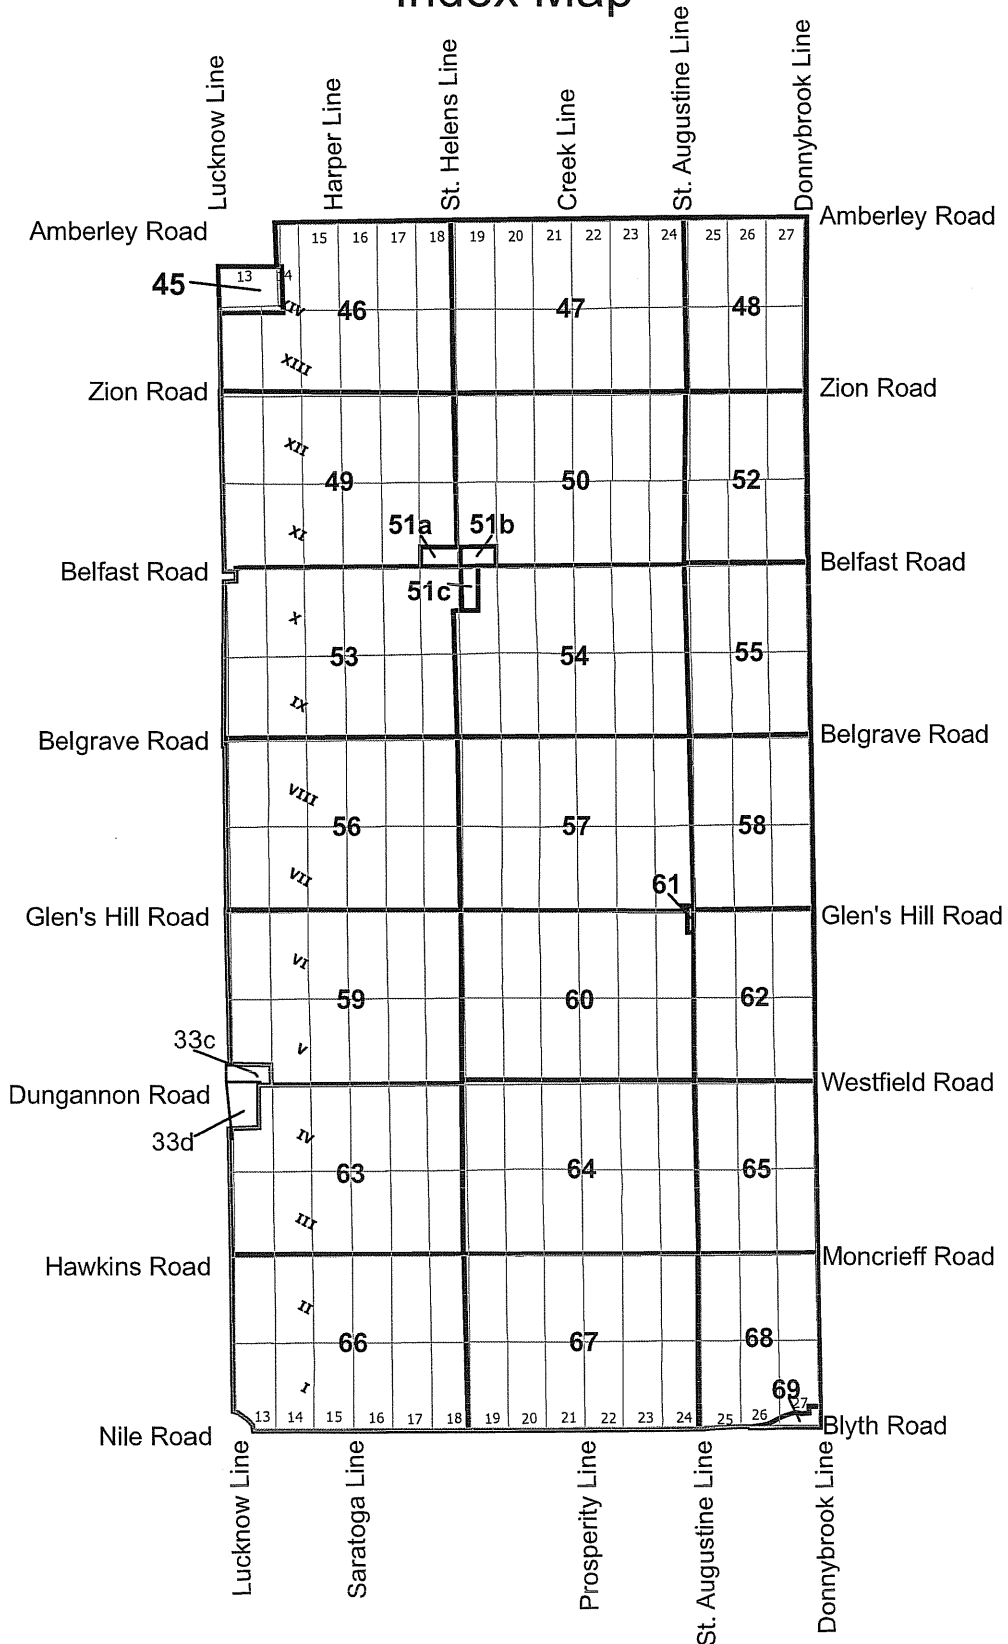 Index Map
Lucknow Line
Harper Line
St. Helens Line
Creek Line
St. Augustine Line
Donnybrook Line
Amberley Road
Amberley Road
15 16 17 18 19 20 21 22 23 24 25 26 27
45
13
14
XIV
46
47
48
XIII
Zion Road
Zion Road
XII
49
50
52
51a
51b
XI
Belfast Road
Belfast Road
51c
X
53
54
55
IX
Belgrave Road
Belgrave Road
VIII
56
57
58
VII
61
Glen's Hill Road
Glen's Hill Road
VI
59
60
62
33c
V
Dungannon Road
Westfield Road
33d
IV
63
64
65
III
Hawkins Road
Moncrieff Road
II
66
67
68
I
69
27
13 14 15 16 17 18 19 20 21 22 23 24 25 26
Nile Road
Blyth Road
Lucknow Line
Saratoga Line
Prosperity Line
St. Augustine Line
Donnybrook Line